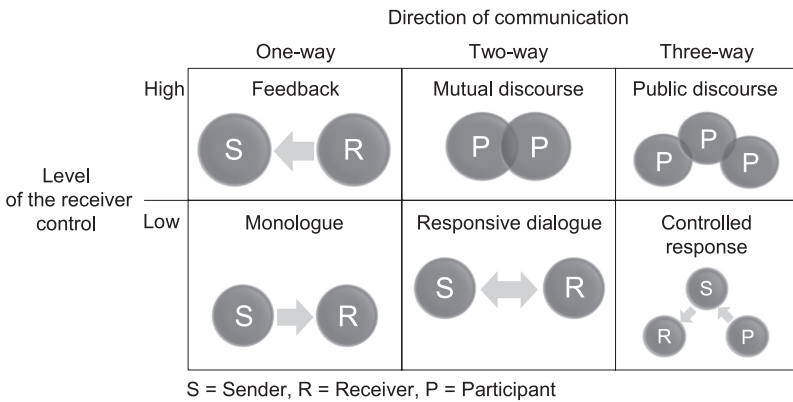 Direction of communication
One-way Two-way Three-way
High Feedback Mutual discourse Public discourse
S R P P P P P
Level
of the receiver
control
Low Monologue Responsive dialogue Controlled
response
S R S R S
R P
S = Sender, R = Receiver, P = Participant